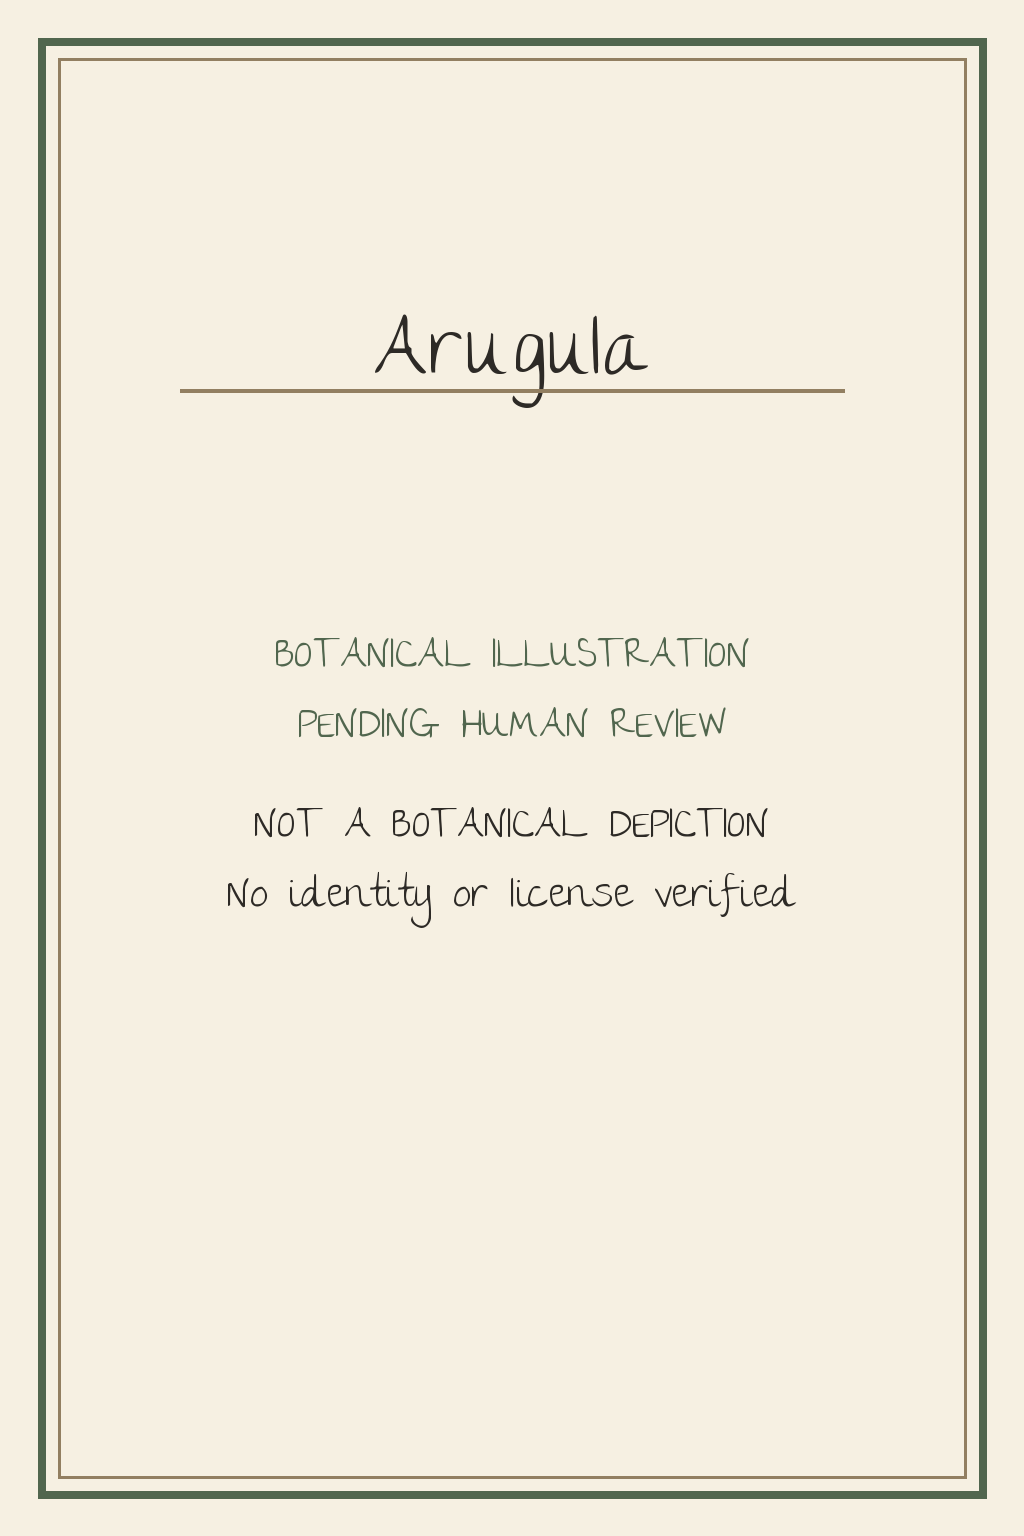 Arugula
BOTANICAL ILLUSTRATION
PENDING HUMAN REVIEW
NOT A BOTANICAL DEPICTION
No identity or license verified